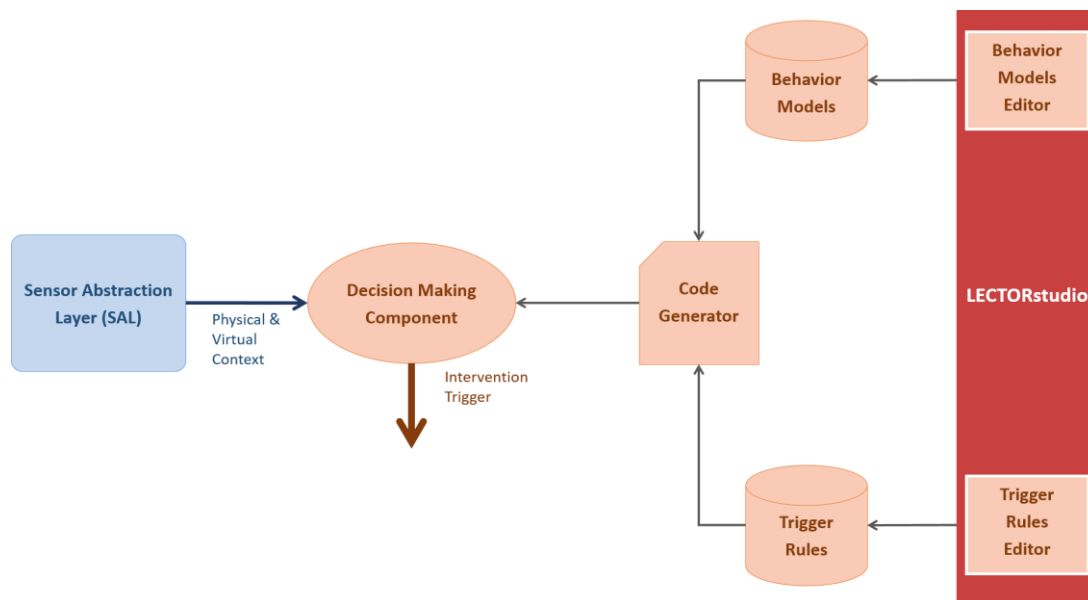 Behavior
Models
Behavior
Models
Editor
Sensor Abstraction
Layer (SAL)
Physical &
Virtual
Context
Decision Making
Component
Intervention
Trigger
Code
Generator
LECTORstudio
Trigger
Rules
Trigger
Rules
Editor